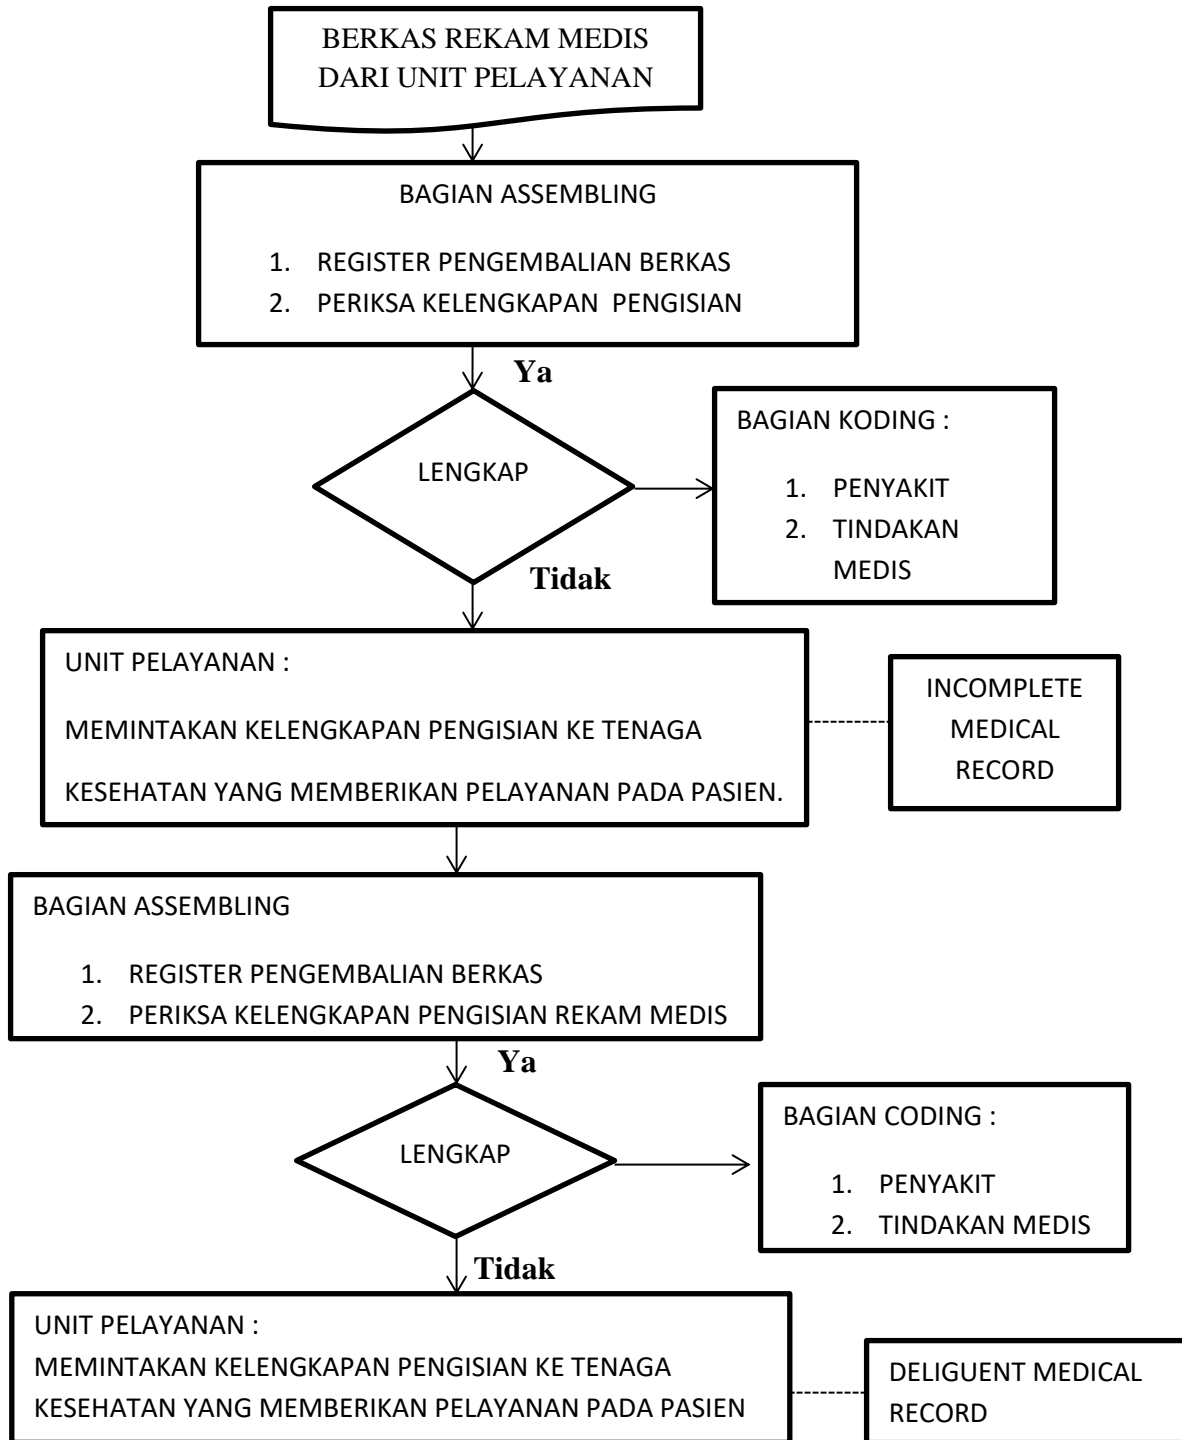 BERKAS REKAM MEDIS
DARI UNIT PELAYANAN
BAGIAN ASSEMBLING
1. REGISTER PENGEMBALIAN BERKAS
2. PERIKSA KELENGKAPAN PENGISIAN
Ya
LENGKAP
BAGIAN KODING :
1. PENYAKIT
2. TINDAKAN
MEDIS
Tidak
UNIT PELAYANAN :
MEMINTAKAN KELENGKAPAN PENGISIAN KE TENAGA
KESEHATAN YANG MEMBERIKAN PELAYANAN PADA PASIEN.
INCOMPLETE
MEDICAL
RECORD
BAGIAN ASSEMBLING
1. REGISTER PENGEMBALIAN BERKAS
2. PERIKSA KELENGKAPAN PENGISIAN REKAM MEDIS
Ya
LENGKAP
BAGIAN CODING :
1. PENYAKIT
2. TINDAKAN MEDIS
Tidak
UNIT PELAYANAN :
MEMINTAKAN KELENGKAPAN PENGISIAN KE TENAGA
KESEHATAN YANG MEMBERIKAN PELAYANAN PADA PASIEN
DELIGUENT MEDICAL
RECORD